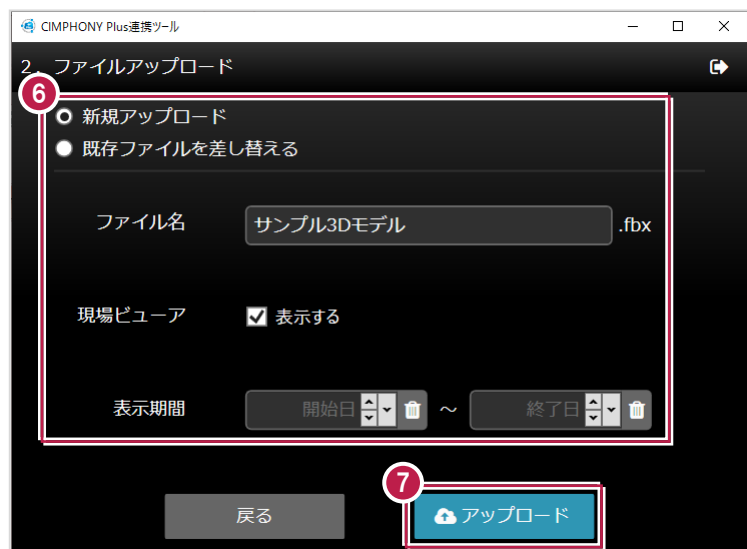 CIMPHONY Plus連携ツール
2. ファイルアップロード
6
新規アップロード
既存ファイルを差し替える
ファイル名 サンプル3Dモデル .fbx
現場ビューア 表示する
表示期間 開始日 ～ 終了日
7
戻る アップロード